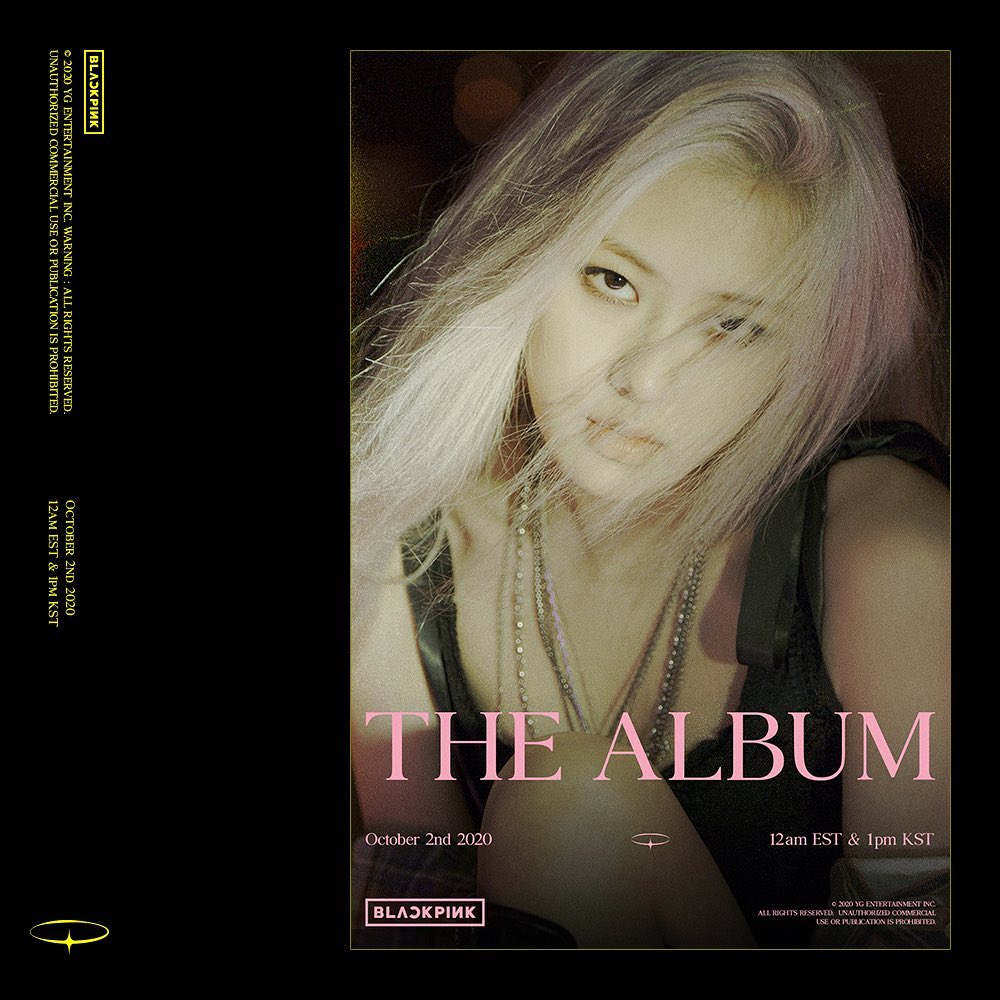 BLACKPINK
© 2020 YG ENTERTAINMENT INC. WARNING : ALL RIGHTS RESERVED.
UNAUTHORIZED COMMERCIAL USE OR PUBLICATION IS PROHIBITED.
OCTOBER 2ND 2020
12AM EST & 1PM KST
THE ALBUM
October 2nd 2020
12am EST & 1pm KST
BLACKPINK
© 2020 YG ENTERTAINMENT INC.
ALL RIGHTS RESERVED. UNAUTHORIZED COMMERCIAL
USE OR PUBLICATION IS PROHIBITED.